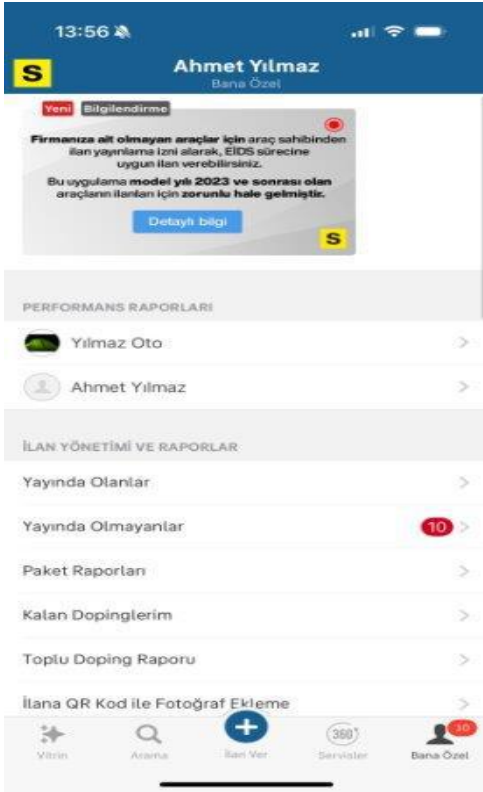 13:56
S
Ahmet Yılmaz
Bana Özel
Yeni Bilgilendirme
Firmanıza ait olmayan araçlar için araç sahibinden
ilan yayınlama izni alarak, EİDS sürecine
uygun ilan verebilirsiniz.
Bu uygulama model yılı 2023 ve sonrası olan
araçların ilanları için zorunlu hale gelmiştir.
Detaylı bilgi
S
PERFORMANS RAPORLARI
Yılmaz Oto
Ahmet Yılmaz
İLAN YÖNETİMİ VE RAPORLAR
Yayında Olanlar
Yayında Olmayanlar 10
Paket Raporları
Kalan Dopinglerim
Toplu Doping Raporu
İlana QR Kod ile Fotoğraf Ekleme
360° 10
Vitrin Arama İlan Ver Servisler Bana Özel